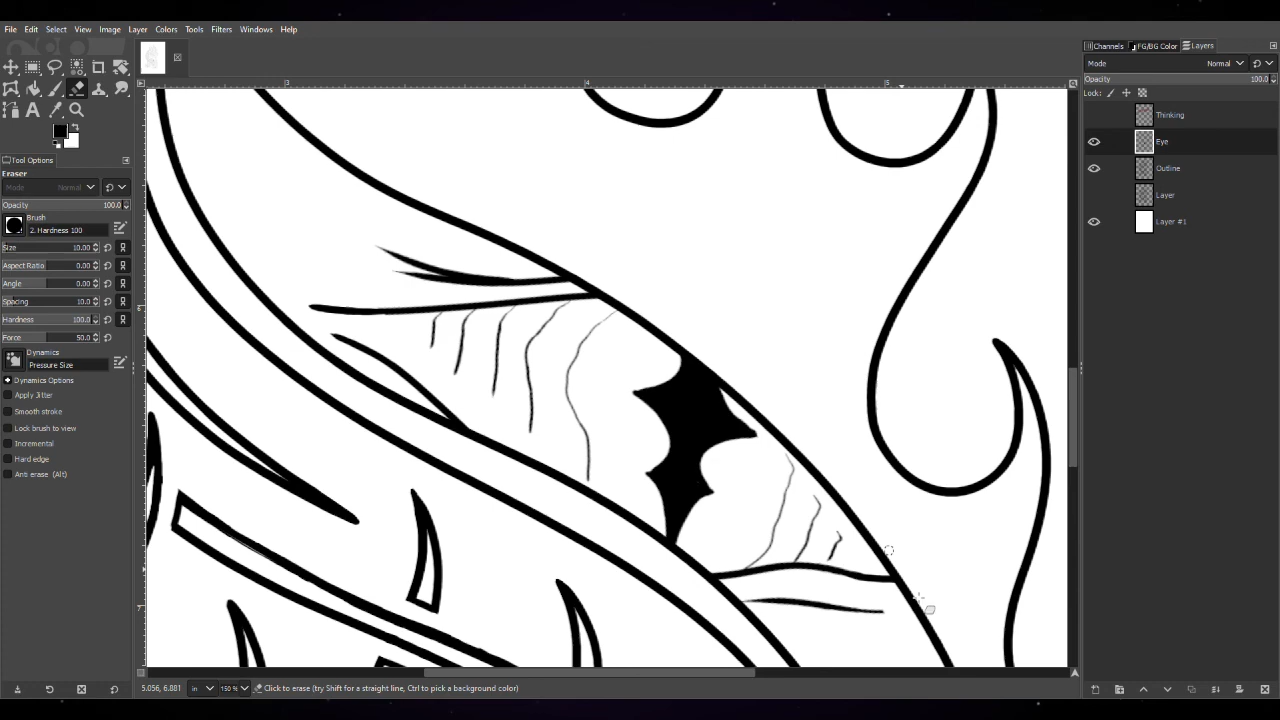 File Edit Select View Image Layer Colors Tools Filters Windows Help
Channels FG/BG Color Layers
Mode Normal
Opacity 100.0
Lock:
Thinking
Eye
Outline
Layer
Layer #1
Tool Options
Eraser
Mode Normal
Opacity 100.0
Brush
2. Hardness 100
Size 10.00
Aspect Ratio 0.00
Angle 0.00
Spacing 10.0
Hardness 100.0
Force 50.0
Dynamics
Pressure Size
Dynamics Options
Apply Jitter
Smooth stroke
Lock brush to view
Incremental
Hard edge
Anti erase (Alt)
3 4 5
6
7
5.056, 6.881 in 150 % Click to erase (try Shift for a straight line, Ctrl to pick a background color)